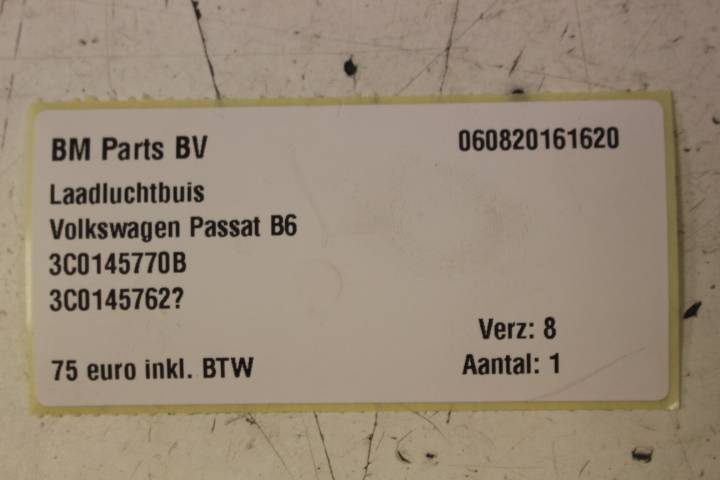 BM Parts BV 060820161620
Laadluchtbuis
Volkswagen Passat B6
3C0145770B
3C0145762?
Verz: 8
75 euro inkl. BTW Aantal: 1